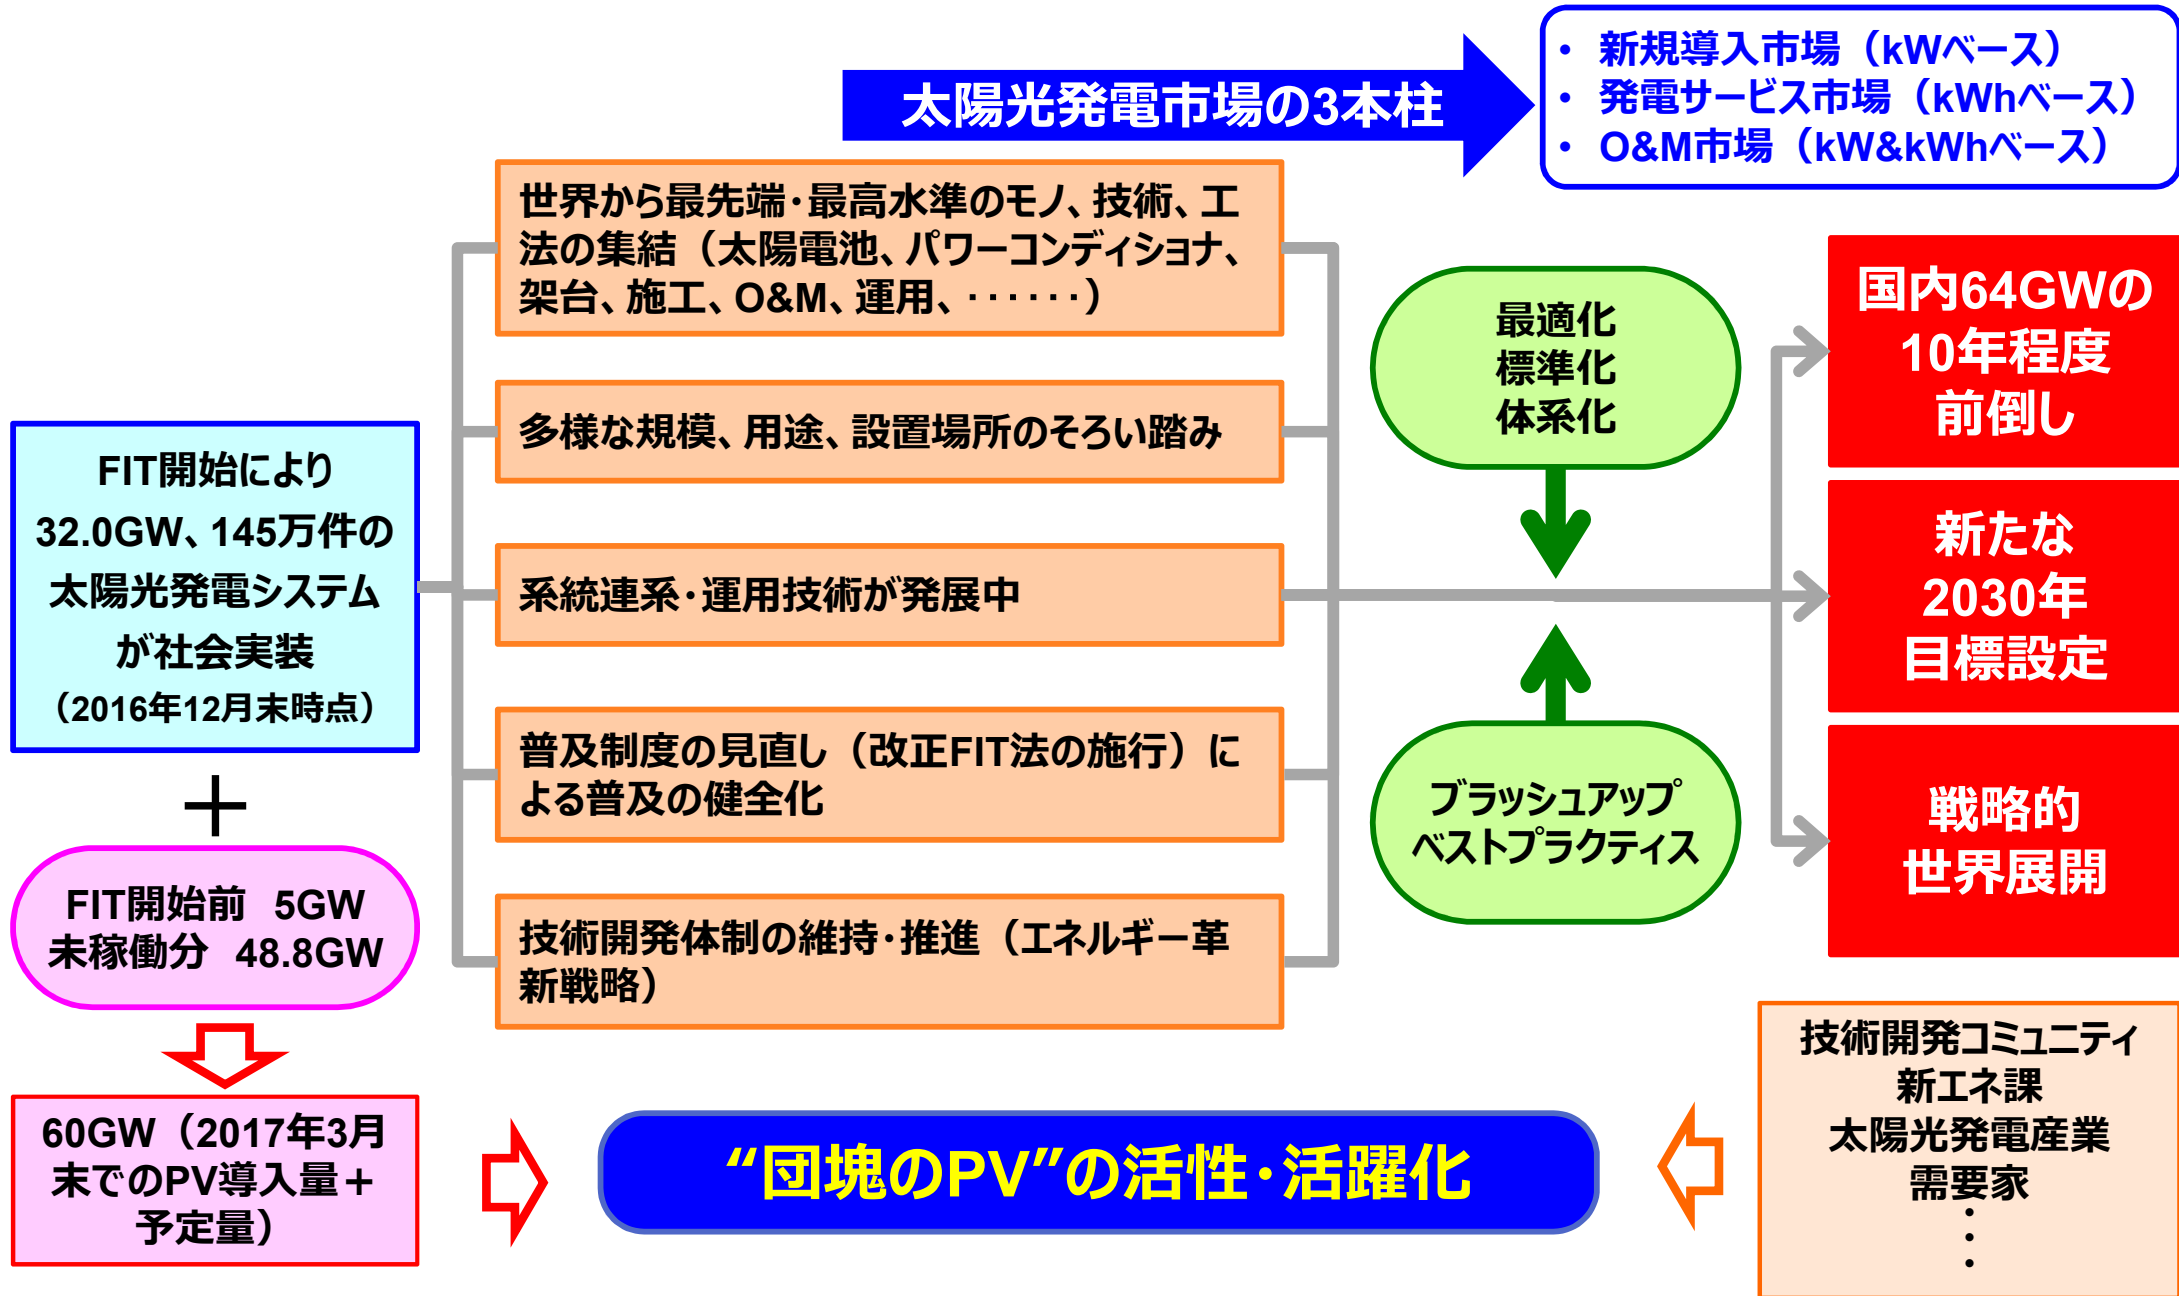 太陽光発電市場の3本柱
・ 新規導入市場（kWベース）
・ 発電サービス市場（kWhベース）
・ O&M市場（kW&kWhベース）
FIT開始により
32.0GW、145万件の
太陽光発電システム
が社会実装
（2016年12月末時点）
＋
FIT開始前 5GW
未稼働分 48.8GW
60GW（2017年3月
末でのPV導入量＋
予定量）
世界から最先端･最高水準のモノ、技術、工
法の集結（太陽電池、パワーコンディショナ、
架台、施工、O&M、運用、･･････）
多様な規模、用途、設置場所のそろい踏み
系統連系･運用技術が発展中
普及制度の見直し（改正FIT法の施行）に
よる普及の健全化
技術開発体制の維持･推進（エネルギー革
新戦略）
最適化
標準化
体系化
ブラッシュアップ
ベストプラクティス
国内64GWの
10年程度
前倒し
新たな
2030年
目標設定
戦略的
世界展開
“団塊のPV”の活性･活躍化
技術開発コミュニティ
新エネ課
太陽光発電産業
需要家
・
・
・